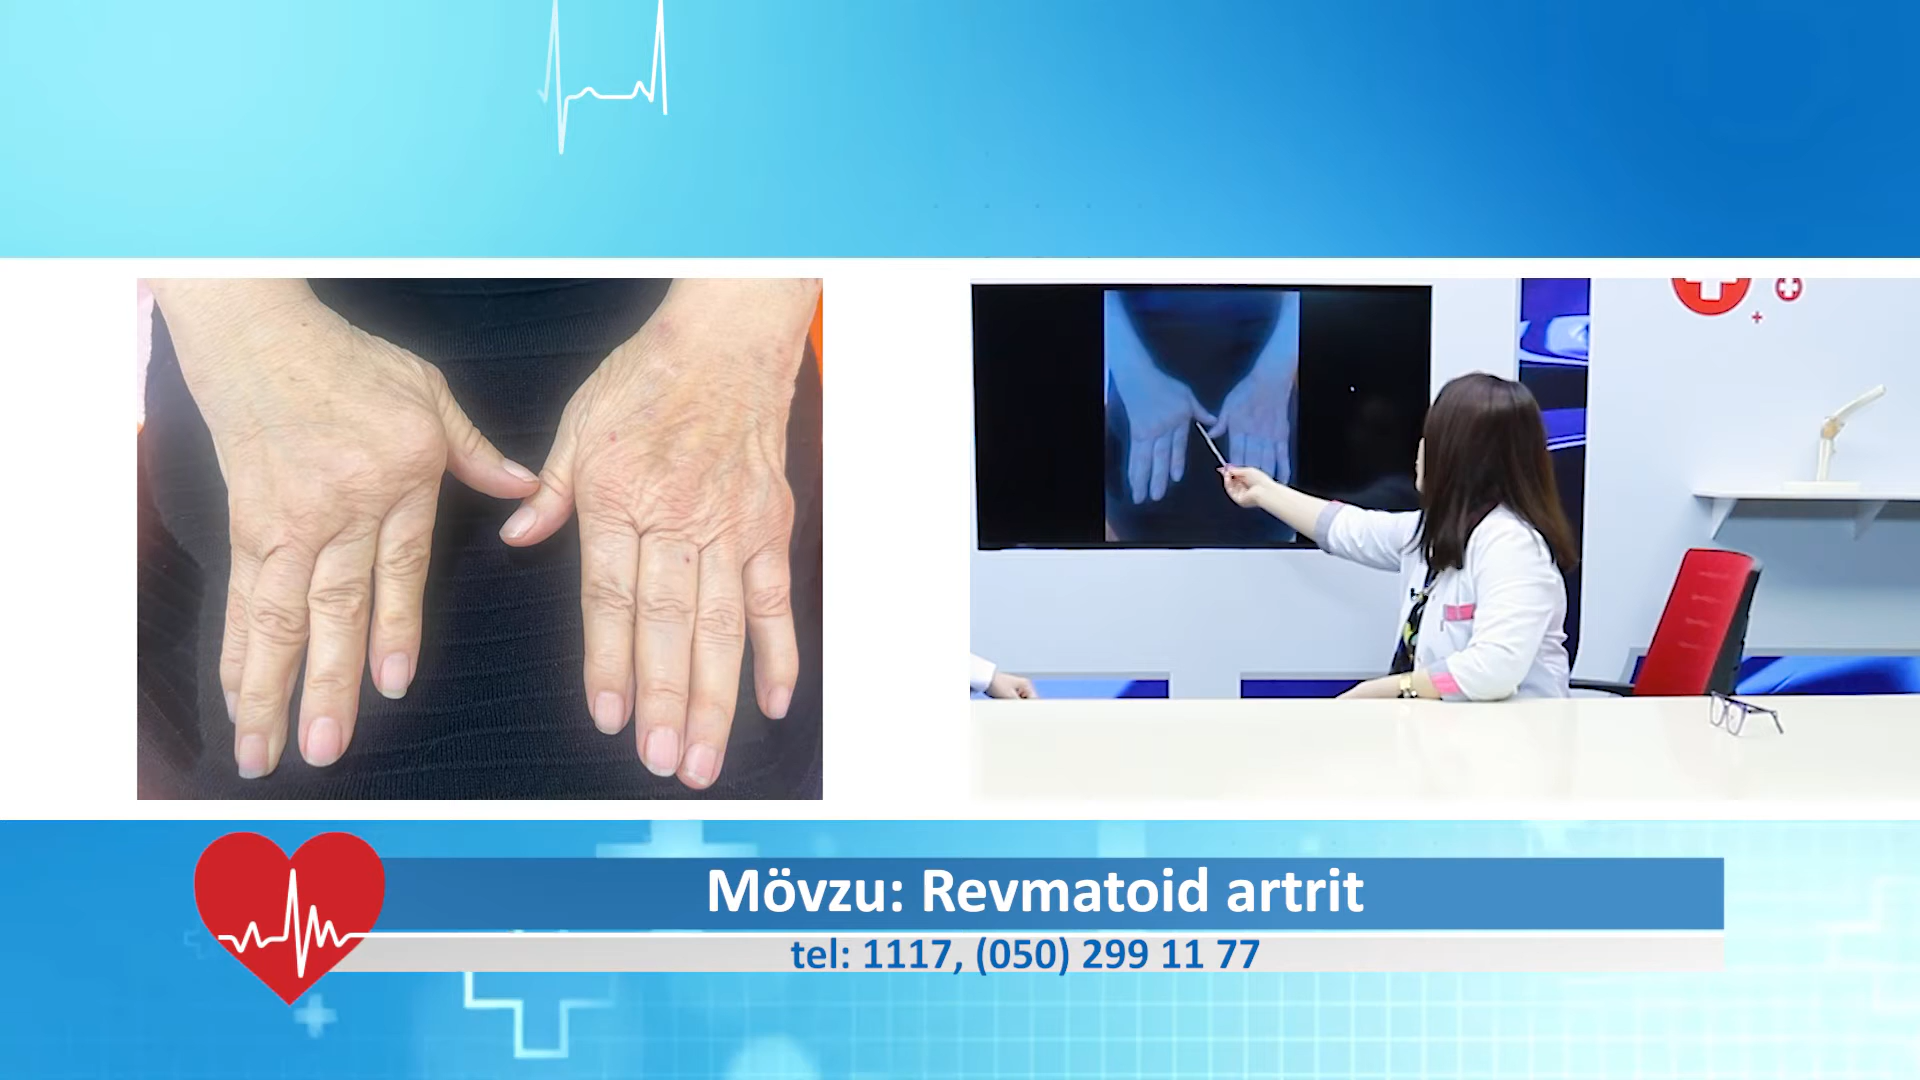 Mövzu: Revmatoid artrit
tel: 1117, (050) 299 11 77